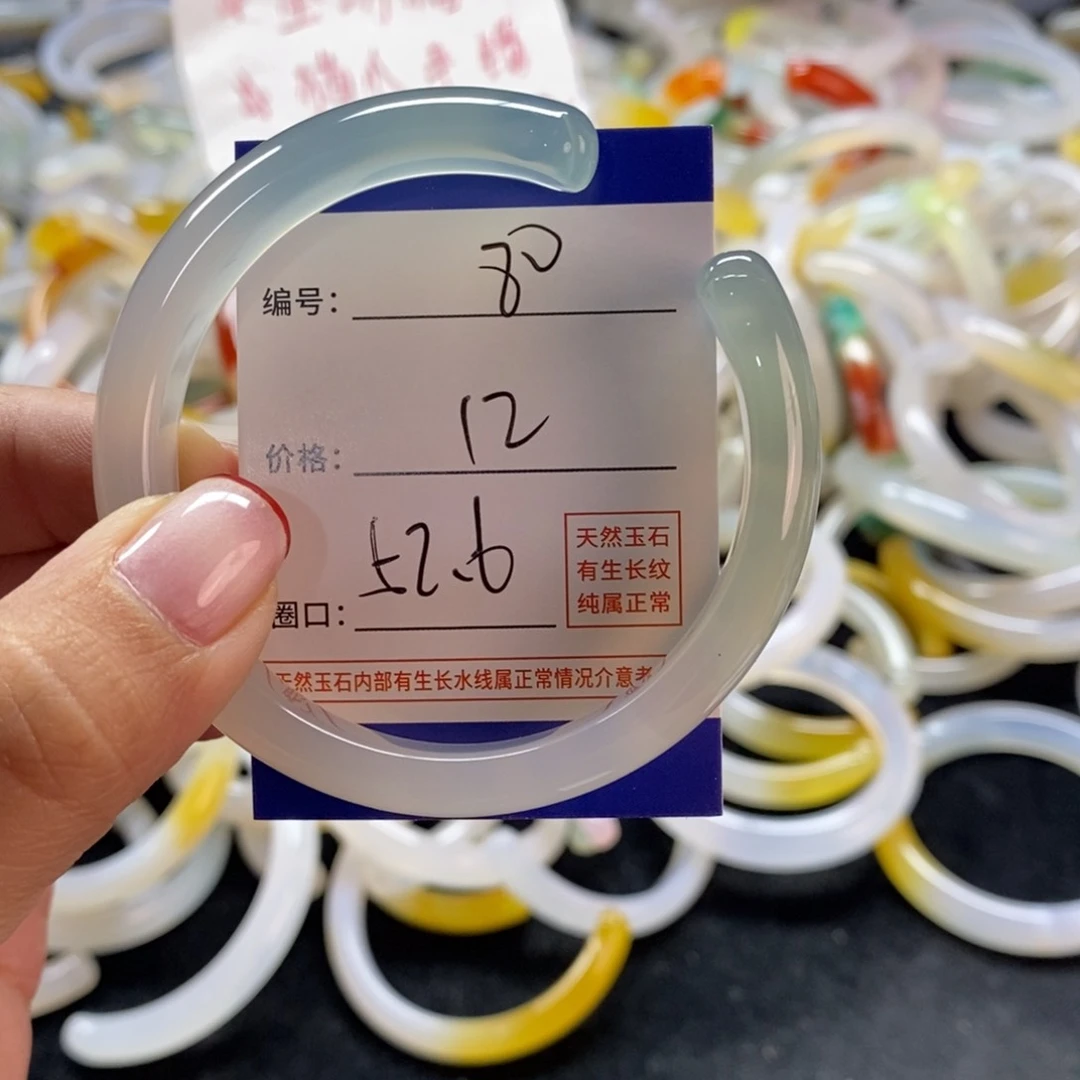 编号: 80
价格: 12
圈口: 52.6
天然玉石
有生长纹
纯属正常
天然玉石内部有生长水线属正常情况介意者